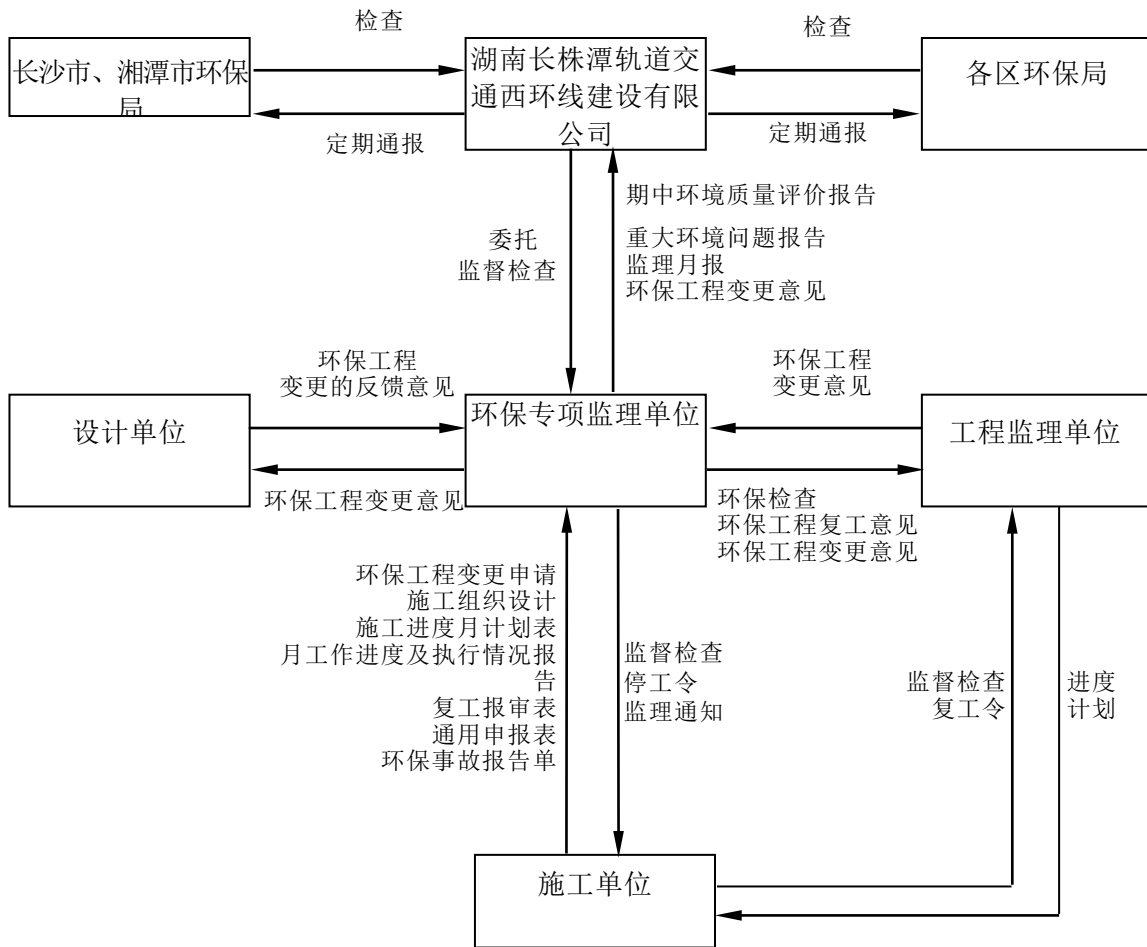 检查
检查
长沙市、湘潭市环保
局
湖南长株潭轨道交
通西环线建设有限
公司
各区环保局
定期通报
定期通报
期中环境质量评价报告
重大环境问题报告
监理月报
环保工程变更意见
委托
监督检查
环保工程
变更的反馈意见
环保工程
变更意见
设计单位
环保专项监理单位
工程监理单位
环保工程变更意见
环保检查
环保工程复工意见
环保工程变更意见
环保工程变更申请
施工组织设计
施工进度月计划表
月工作进度及执行情况报
告
复工报审表
通用申报表
环保事故报告单
监督检查
停工令
监理通知
监督检查
复工令
进度
计划
施工单位